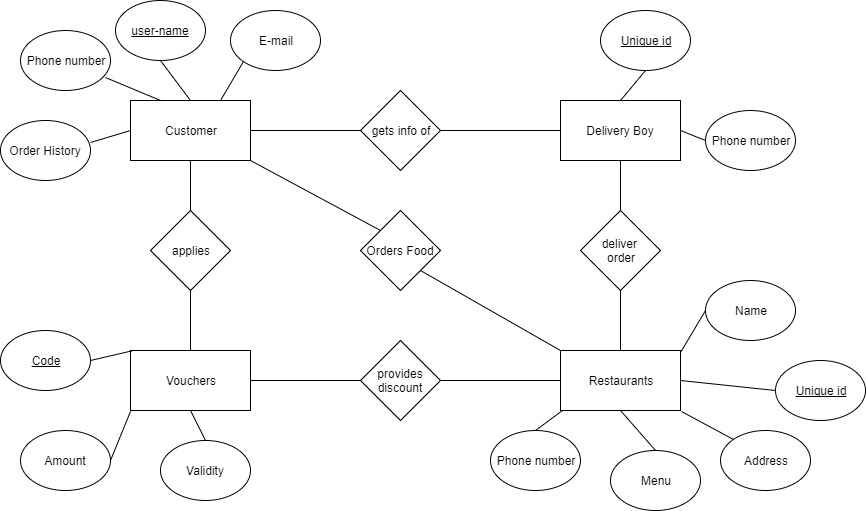 user-name
E-mail
Unique id
Phone number
Customer
gets info of
Delivery Boy
Phone number
Order History
applies
Orders Food
deliver
order
Name
Code
Vouchers
provides
discount
Restaurants
Unique id
Amount
Validity
Phone number
Menu
Address